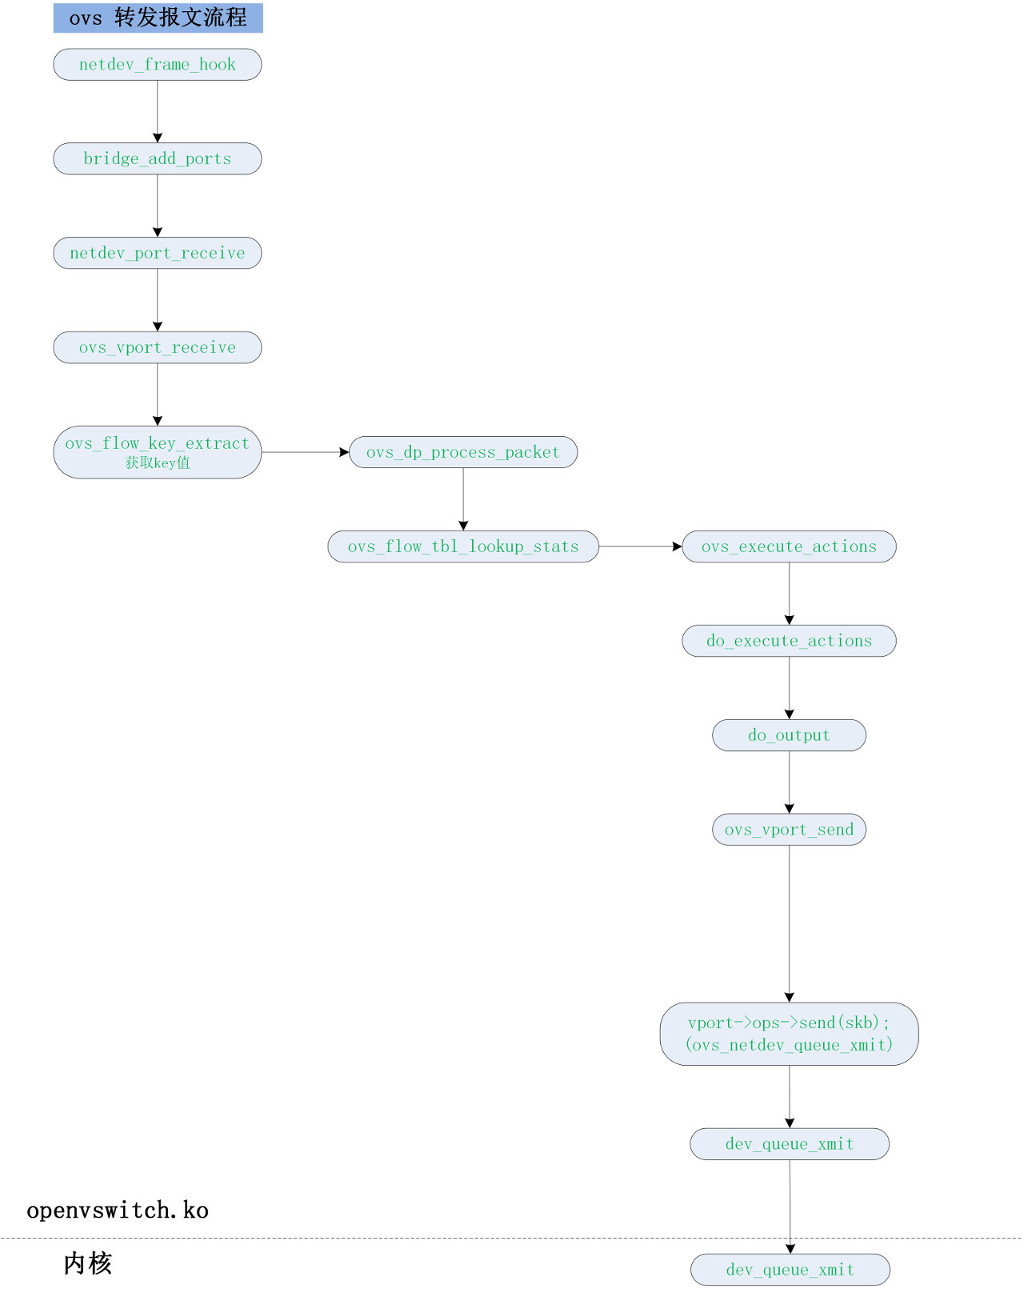 ovs 转发报文流程
netdev_frame_hook
bridge_add_ports
netdev_port_receive
ovs_vport_receive
ovs_flow_key_extract
获取key值
ovs_dp_process_packet
ovs_flow_tbl_lookup_stats
ovs_execute_actions
do_execute_actions
do_output
ovs_vport_send
vport->ops->send(skb);
(ovs_netdev_queue_xmit)
dev_queue_xmit
openvswitch.ko
内核
dev_queue_xmit